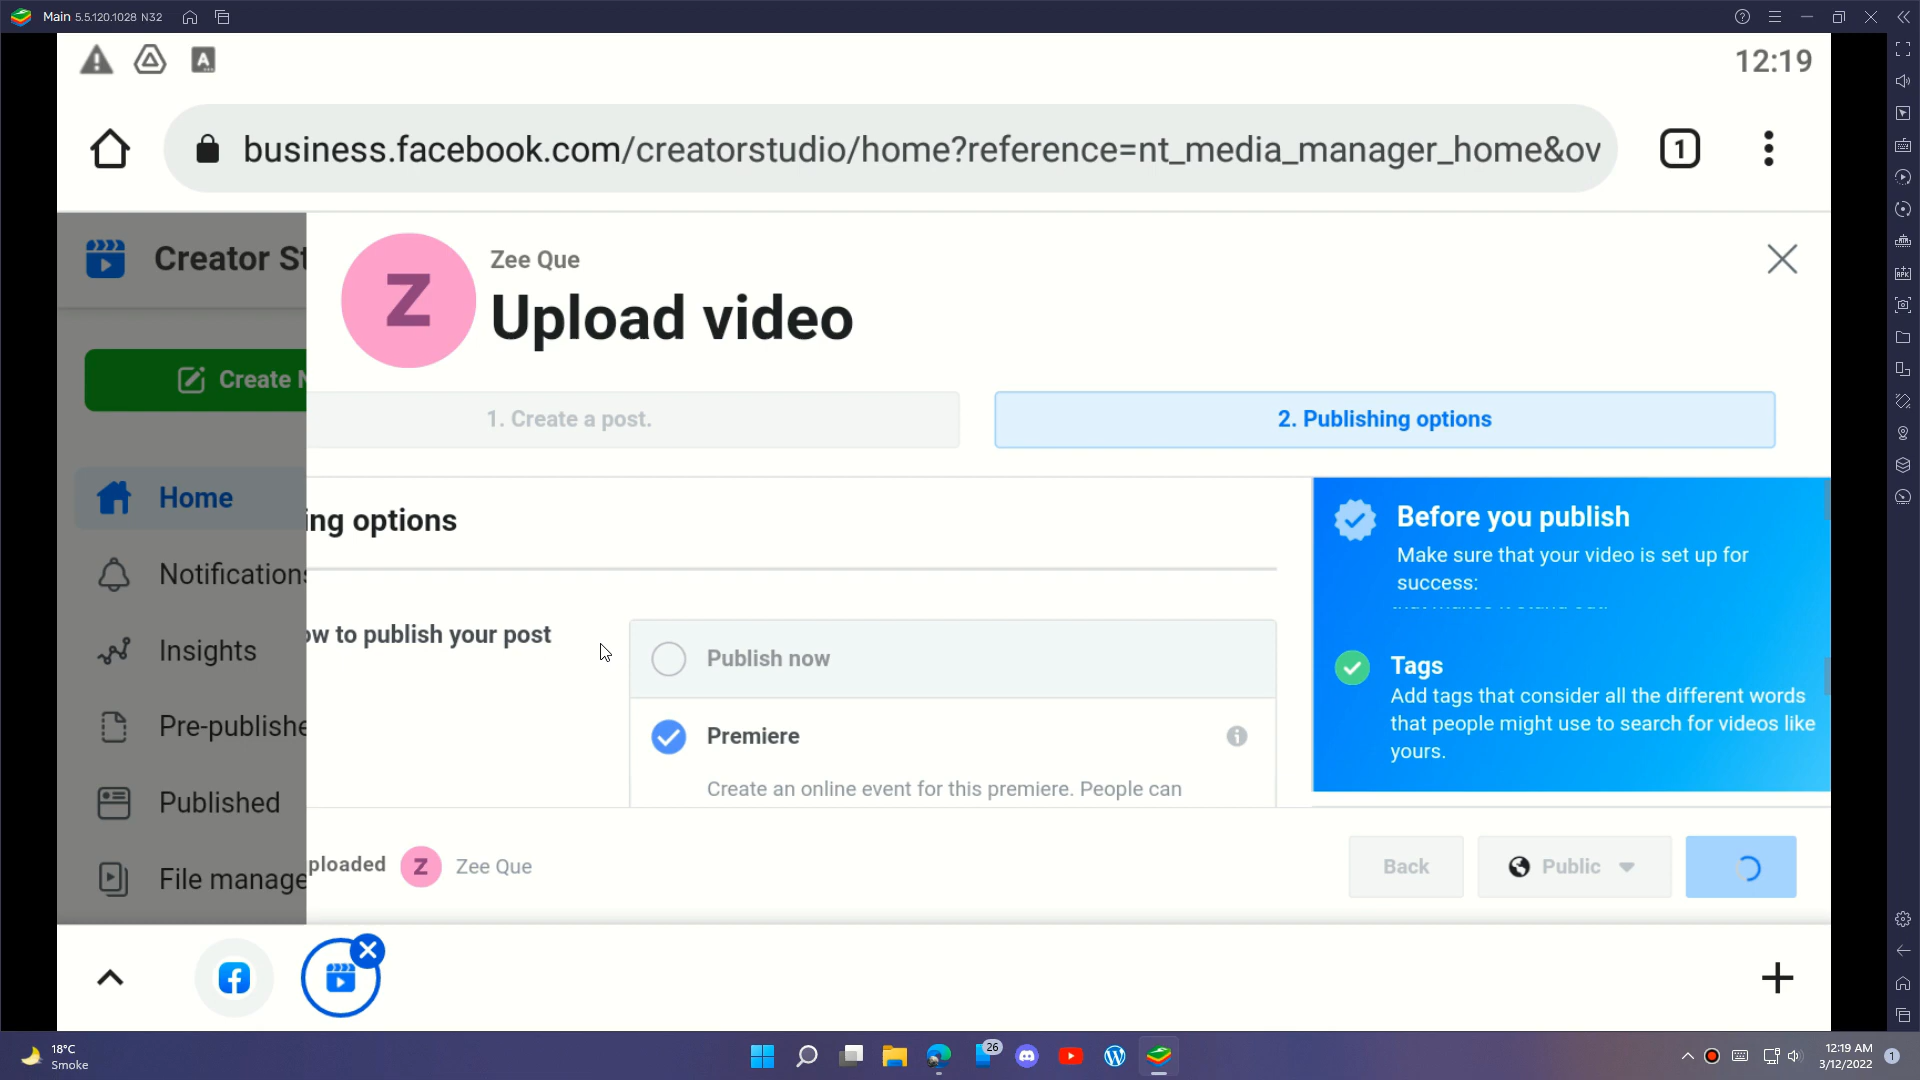 Main 5.5.120.1028 N32
12:19
business.facebook.com/creatorstudio/home?reference=nt_media_manager_home&ov
1
Creator St
Z
Zee Que
Upload video
Create N
1. Create a post.
2. Publishing options
Home
Notifications
Insights
Pre-publishe
Published
File manage
ing options
ow to publish your post
Publish now
Premiere
Create an online event for this premiere. People can
Before you publish
Make sure that your video is set up for
success:
Tags
Add tags that consider all the different words
that people might use to search for videos like
yours.
ploaded
Z
Zee Que
Back
Public
18°C
Smoke
26
12:19 AM
3/12/2022
1